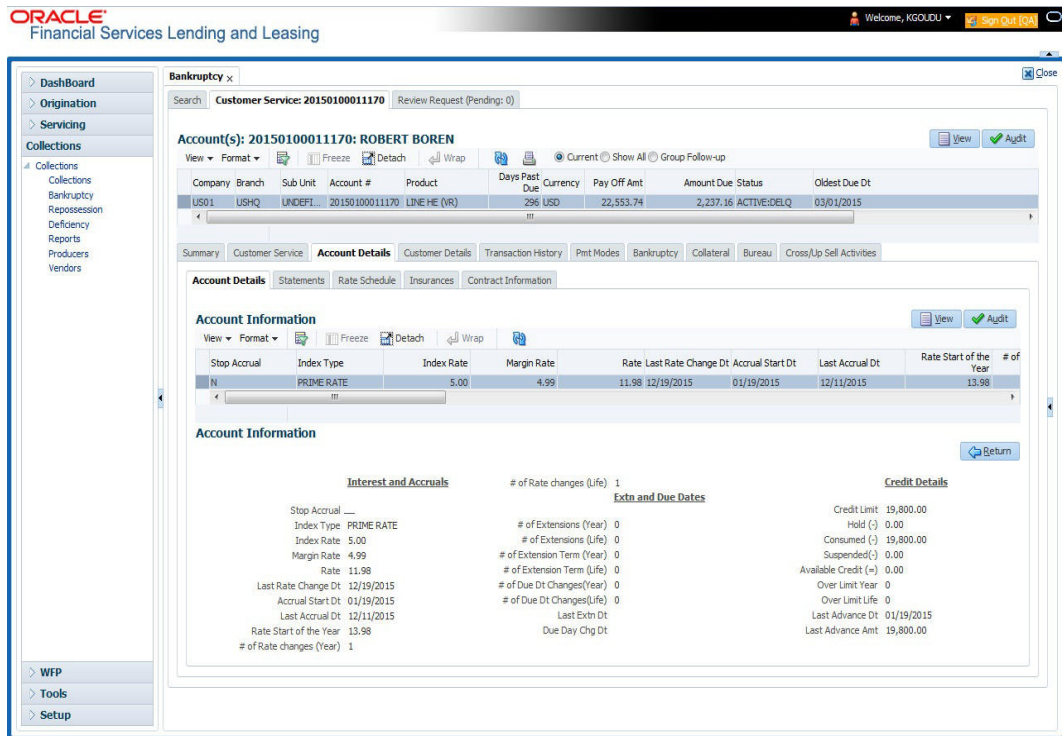 ORACLE
Financial Services Lending and Leasing
Welcome, KGOUDU
Sign Out [QA]
DashBoard
Origination
Servicing
Collections
Collections
Collections
Bankruptcy
Repossession
Deficiency
Reports
Producers
Vendors
WFP
Tools
Setup
Bankruptcy x
Close
Search Customer Service: 20150100011170 Review Request (Pending: 0)
Account(s): 20150100011170: ROBERT BOREN
View Audit
View Format Freeze Detach Wrap Current Show All Group Follow-up
Company Branch Sub Unit Account # Product Days Past Due Currency Pay Off Amt Amount Due Status Oldest Due Dt
US01 USHQ UNDEFI... 20150100011170 LINE HE (VR) 296 USD 22,553.74 2,237.16 ACTIVE:DELQ 03/01/2015
Summary Customer Service Account Details Customer Details Transaction History Pmt Modes Bankruptcy Collateral Bureau Cross/Up Sell Activities
Account Details Statements Rate Schedule Insurances Contract Information
Account Information
View Audit
View Format Freeze Detach Wrap
Stop Accrual Index Type Index Rate Margin Rate Rate Last Rate Change Dt Accrual Start Dt Last Accrual Dt Rate Start of the Year # of
N PRIME RATE 5.00 4.99 11.98 12/19/2015 01/19/2015 12/11/2015 13.98
Account Information
Return
Interest and Accruals
Stop Accrual
Index Type PRIME RATE
Index Rate 5.00
Margin Rate 4.99
Rate 11.98
Last Rate Change Dt 12/19/2015
Accrual Start Dt 01/19/2015
Last Accrual Dt 12/11/2015
Rate Start of the Year 13.98
# of Rate changes (Year) 1
# of Rate changes (Life) 1
Extn and Due Dates
# of Extensions (Year) 0
# of Extensions (Life) 0
# of Extension Term (Year) 0
# of Extension Term (Life) 0
# of Due Dt Changes(Year) 0
# of Due Dt Changes(Life) 0
Last Extn Dt
Due Day Chg Dt
Credit Details
Credit Limit 19,800.00
Hold (-) 0.00
Consumed (-) 19,800.00
Suspended(-) 0.00
Available Credit (=) 0.00
Over Limit Year 0
Over Limit Life 0
Last Advance Dt 01/19/2015
Last Advance Amt 19,800.00